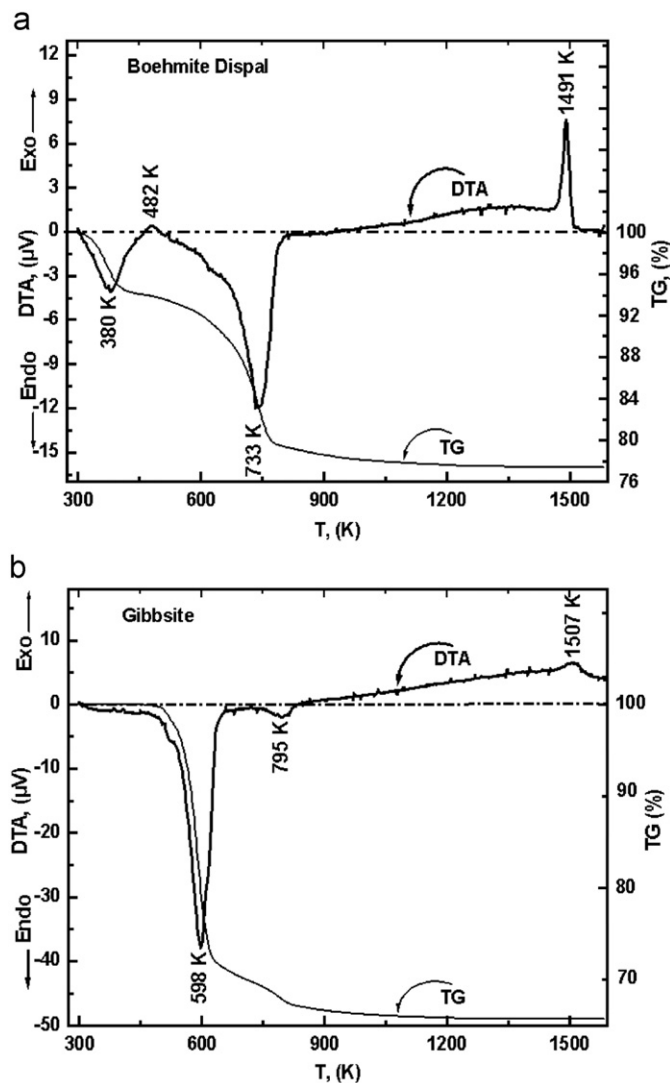 a
Boehmite Dispal
12
9
6
3
0
-3
-6
-9
-12
-15
Exo
DTA, (µV)
Endo
482 K
380 K
733 K
DTA
TG
1491 K
100
96
92
88
84
80
76
TG, (%)
300 600 900 1200 1500
T, (K)
b
Gibbsite
10
0
-10
-20
-30
-40
-50
Exo
DTA, (µV)
Endo
598 K
795 K
DTA
TG
1507 K
100
90
80
70
TG (%)
300 600 900 1200 1500
T, (K)